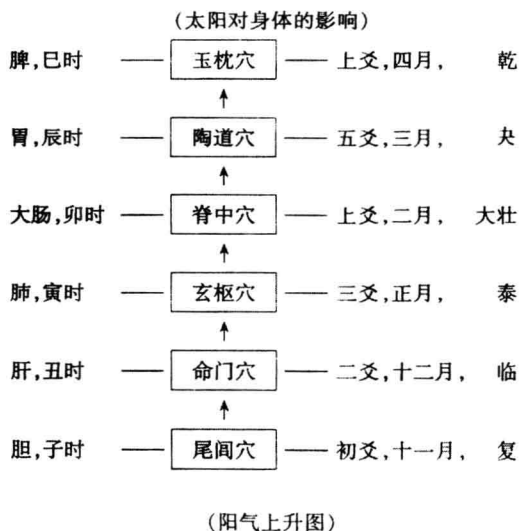 (太阳对身体的影响)
脾,巳时 —— 玉枕穴 —— 上爻,四月, 乾
胃,辰时 —— 陶道穴 —— 五爻,三月, 夬
大肠,卯时 —— 脊中穴 —— 上爻,二月, 大壮
肺,寅时 —— 玄枢穴 —— 三爻,正月, 泰
肝,丑时 —— 命门穴 —— 二爻,十二月, 临
胆,子时 —— 尾闾穴 —— 初爻,十一月, 复
(阳气上升图)